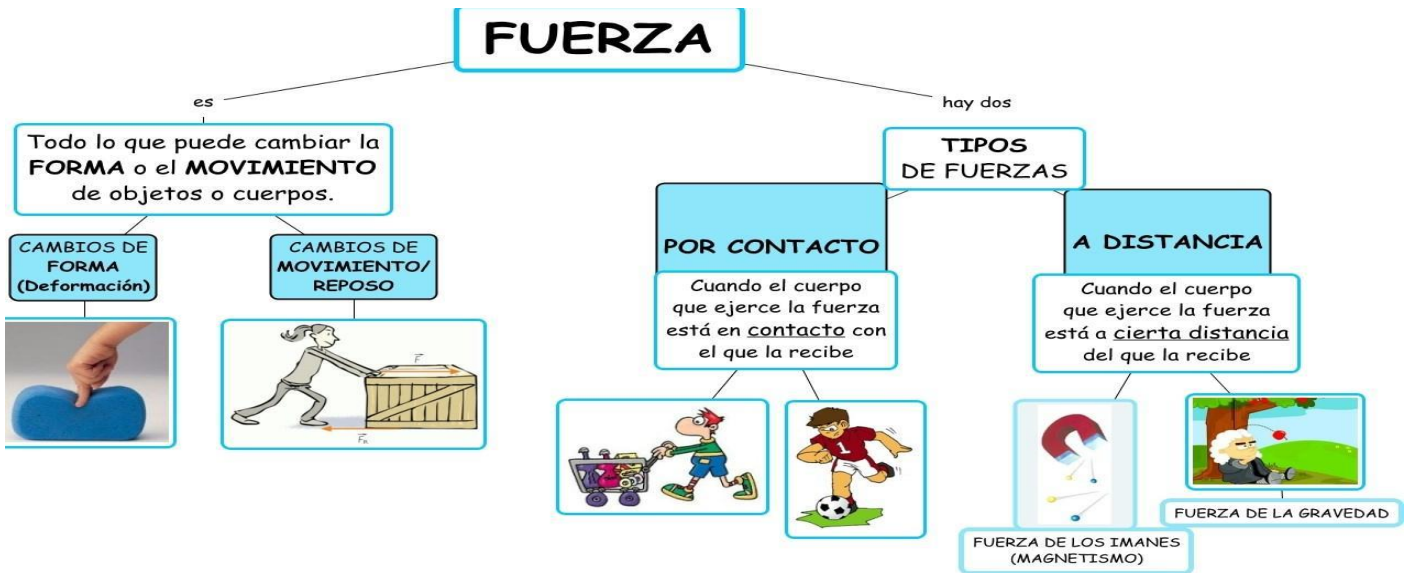 FUERZA
es
Todo lo que puede cambiar la
FORMA o el MOVIMIENTO
de objetos o cuerpos.
CAMBIOS DE
FORMA
(Deformación)
CAMBIOS DE
MOVIMIENTO/
REPOSO
F
Fn
hay dos
TIPOS
DE FUERZAS
POR CONTACTO
Cuando el cuerpo
que ejerce la fuerza
está en contacto con
el que la recibe
1
A DISTANCIA
Cuando el cuerpo
que ejerce la fuerza
está a cierta distancia
del que la recibe
FUERZA DE LOS IMANES
(MAGNETISMO)
FUERZA DE LA GRAVEDAD